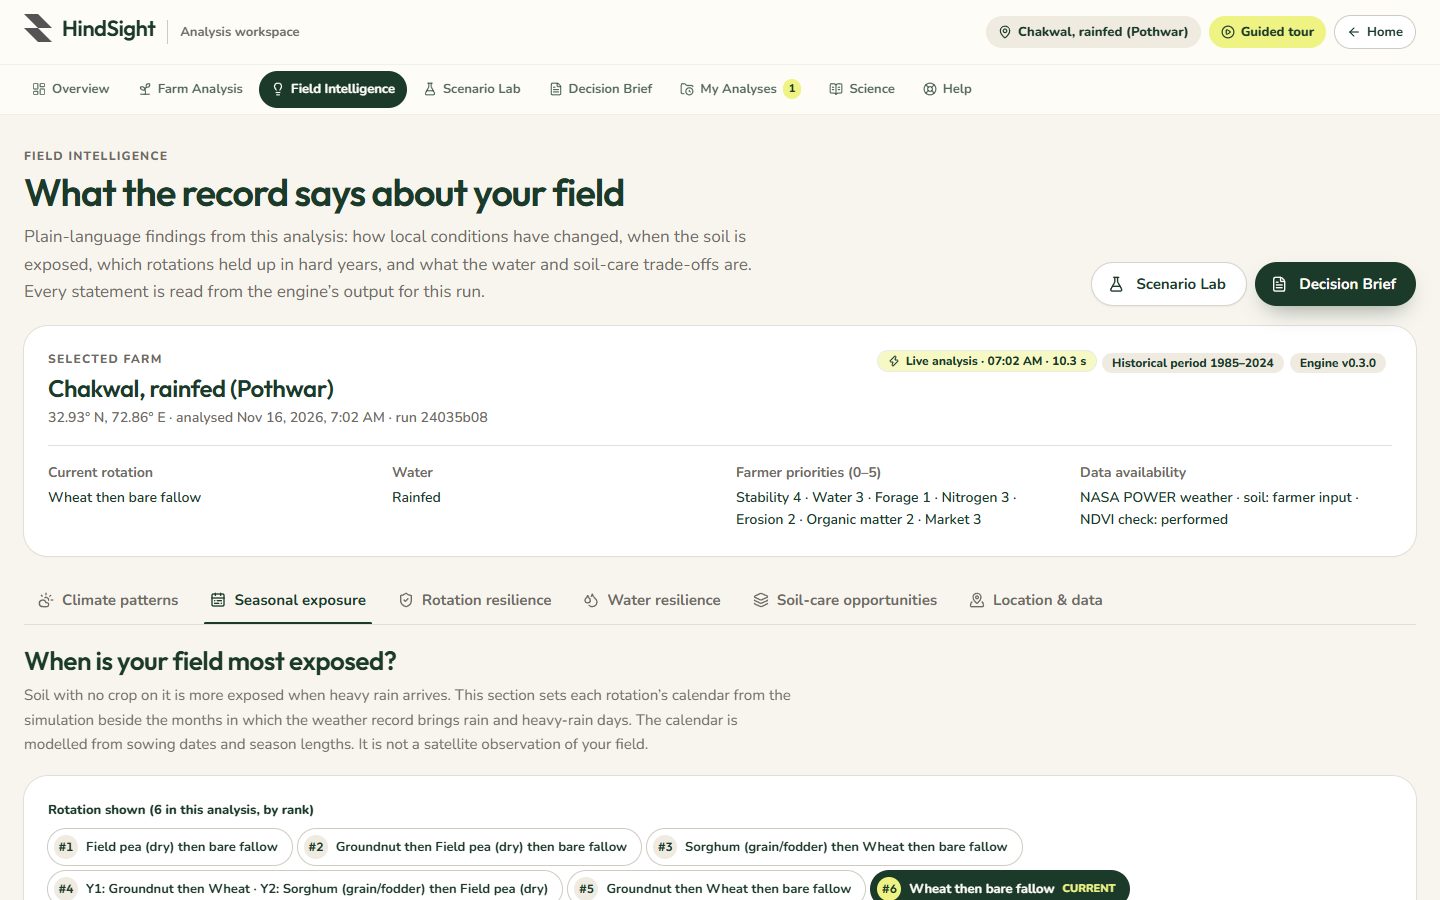 HindSight
Analysis workspace
Chakwal, rainfed (Pothwar)
Guided tour
Home
Overview
Farm Analysis
Field Intelligence
Scenario Lab
Decision Brief
My Analyses 1
Science
Help
FIELD INTELLIGENCE
What the record says about your field
Plain-language findings from this analysis: how local conditions have changed, when the soil is
exposed, which rotations held up in hard years, and what the water and soil-care trade-offs are.
Every statement is read from the engine’s output for this run.
Scenario Lab
Decision Brief
SELECTED FARM
Live analysis · 07:02 AM · 10.3 s
Historical period 1985–2024
Engine v0.3.0
Chakwal, rainfed (Pothwar)
32.93° N, 72.86° E · analysed Nov 16, 2026, 7:02 AM · run 24035b08
Current rotation
Wheat then bare fallow
Water
Rainfed
Farmer priorities (0–5)
Stability 4 · Water 3 · Forage 1 · Nitrogen 3 ·
Erosion 2 · Organic matter 2 · Market 3
Data availability
NASA POWER weather · soil: farmer input ·
NDVI check: performed
Climate patterns
Seasonal exposure
Rotation resilience
Water resilience
Soil-care opportunities
Location & data
When is your field most exposed?
Soil with no crop on it is more exposed when heavy rain arrives. This section sets each rotation’s calendar from the
simulation beside the months in which the weather record brings rain and heavy-rain days. The calendar is
modelled from sowing dates and season lengths. It is not a satellite observation of your field.
Rotation shown (6 in this analysis, by rank)
#1 Field pea (dry) then bare fallow
#2 Groundnut then Field pea (dry) then bare fallow
#3 Sorghum (grain/fodder) then Wheat then bare fallow
#4 Y1: Groundnut then Wheat · Y2: Sorghum (grain/fodder) then Field pea (dry)
#5 Groundnut then Wheat then bare fallow
#6 Wheat then bare fallow CURRENT